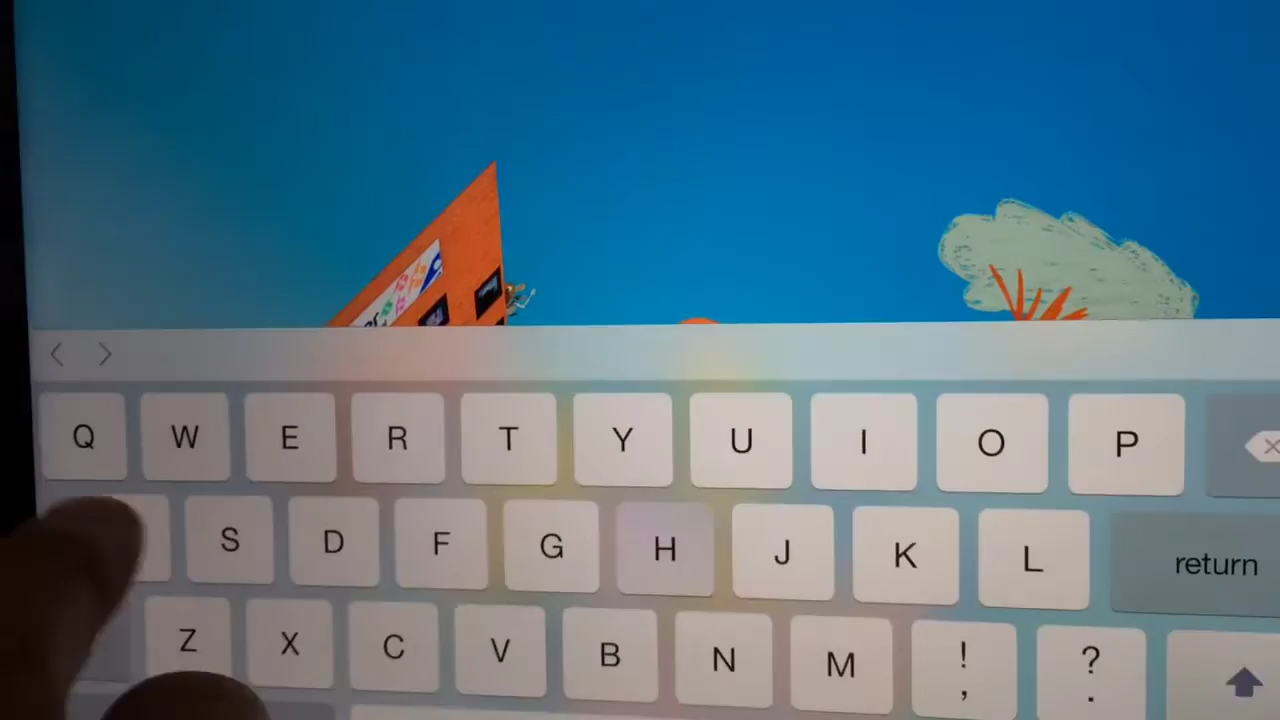 Q W E R T Y U I O P
S D F G H J K L return
Z X C V B N M ! , ? .